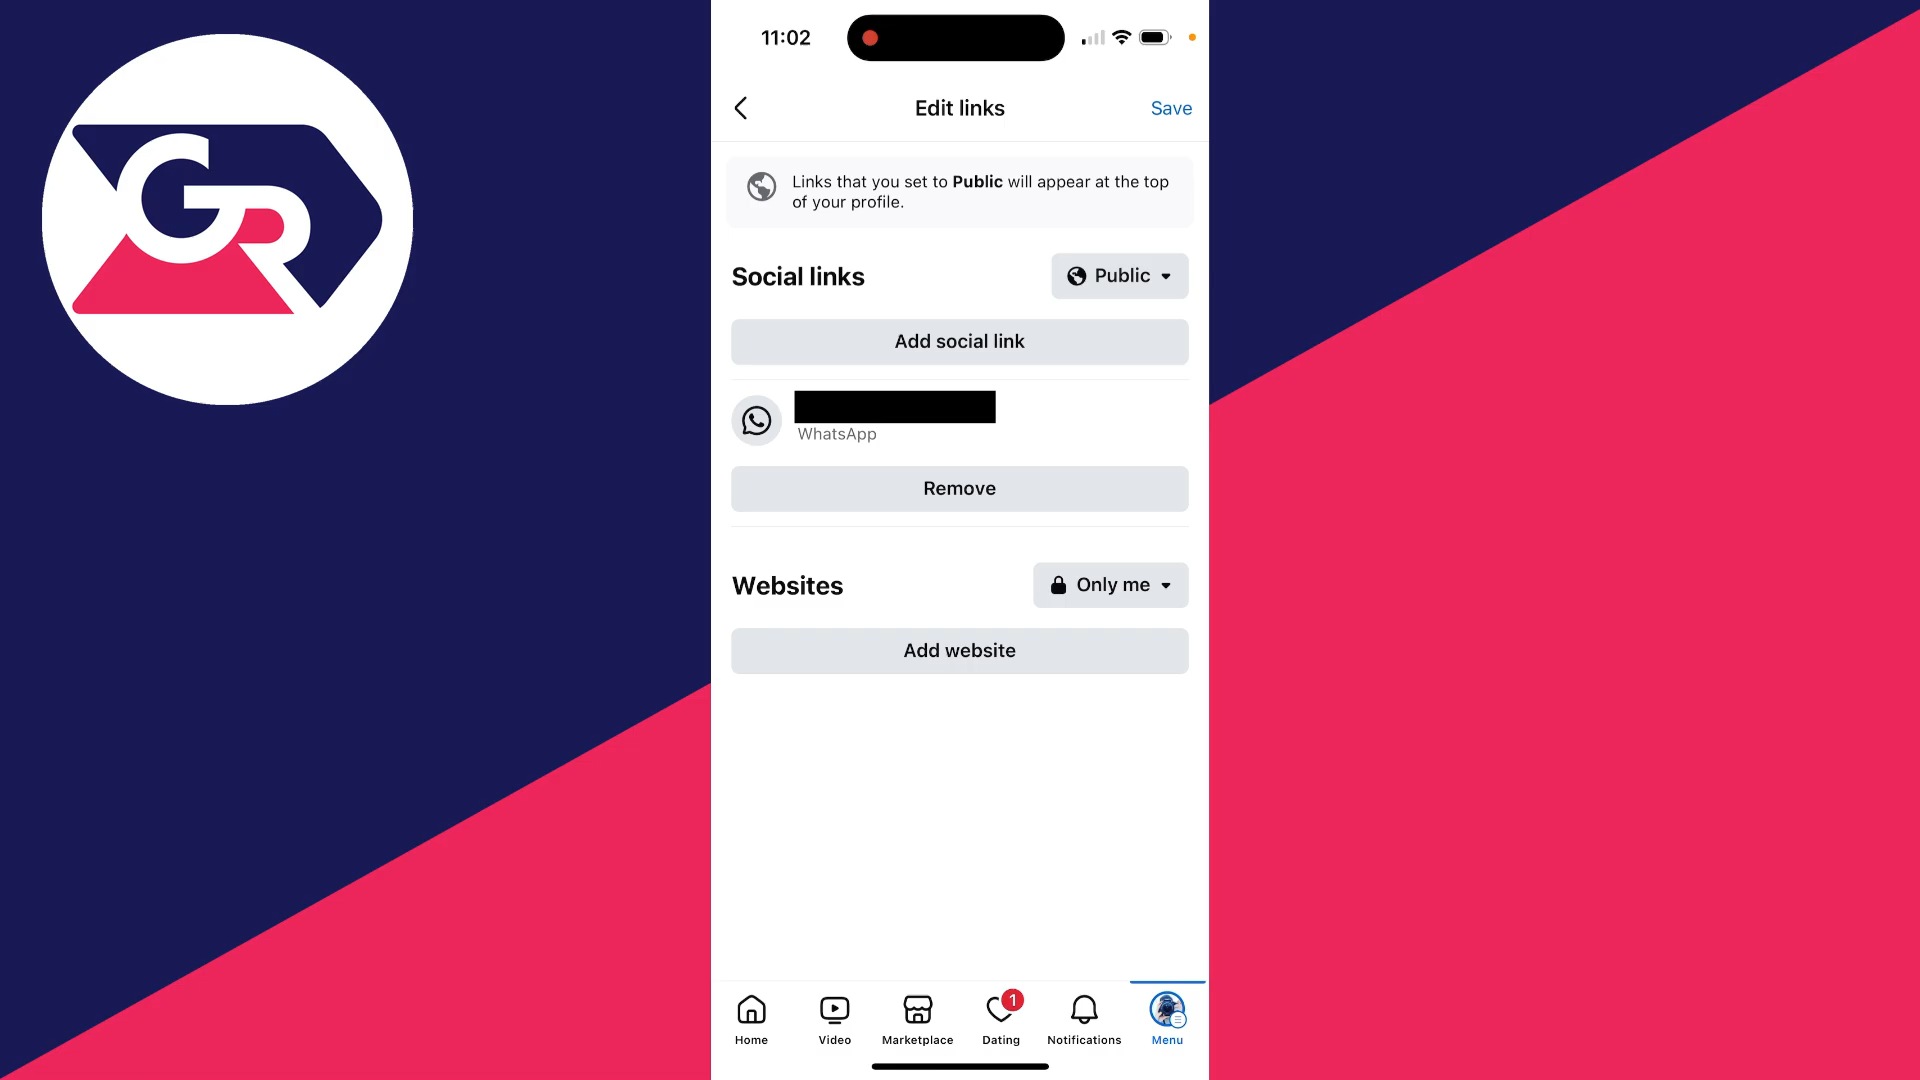 GR
11:02
Edit links
Save
Links that you set to Public will appear at the top
of your profile.
Social links
Public
Add social link
WhatsApp
Remove
Websites
Only me
Add website
1
Home
Video
Marketplace
Dating
Notifications
Menu